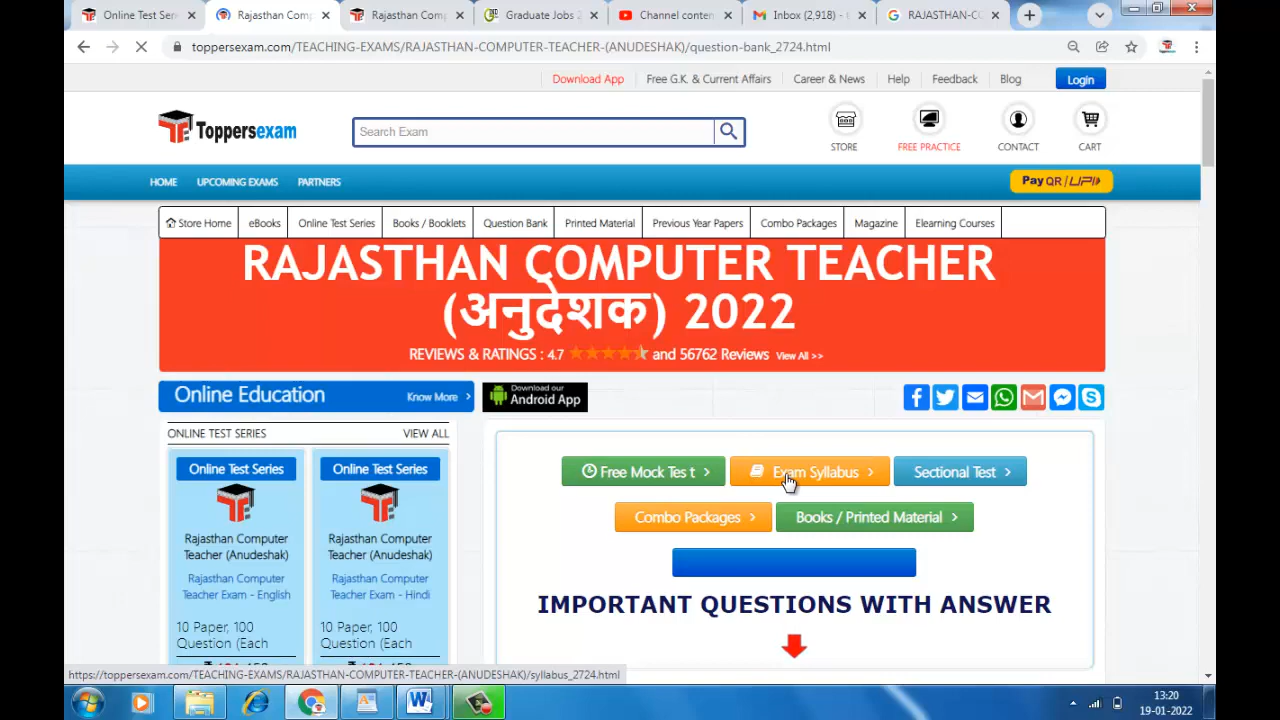 Online Test Seri
Rajasthan Comp
Rajasthan Comp
Graduate Jobs 2
Channel conten
Inbox (2,918) -
RAJASTHAN-C
toppersexam.com/TEACHING-EXAMS/RAJASTHAN-COMPUTER-TEACHER-(ANUDESHAK)/question-bank_2724.html
Download App
Free G.K. & Current Affairs
Career & News
Help
Feedback
Blog
Login
Toppersexam
Search Exam
STORE
FREE PRACTICE
CONTACT
CART
HOME
UPCOMING EXAMS
PARTNERS
Pay QR / UPI
Store Home
eBooks
Online Test Series
Books / Booklets
Question Bank
Printed Material
Previous Year Papers
Combo Packages
Magazine
Elearning Courses
RAJASTHAN COMPUTER TEACHER
(अनुदेशक) 2022
REVIEWS & RATINGS : 4.7 and 56762 Reviews View All >>
Online Education
Know More >
Download our
Android App
ONLINE TEST SERIES
VIEW ALL
Free Mock Tes t >
Exam Syllabus >
Sectional Test >
Online Test Series
Online Test Series
Combo Packages >
Books / Printed Material >
Rajasthan Computer
Teacher (Anudeshak)
Rajasthan Computer
Teacher (Anudeshak)
Rajasthan Computer
Teacher Exam - English
Rajasthan Computer
Teacher Exam - Hindi
IMPORTANT QUESTIONS WITH ANSWER
10 Paper, 100
Question (Each
10 Paper, 100
Question (Each
https://toppersexam.com/TEACHING-EXAMS/RAJASTHAN-COMPUTER-TEACHER-(ANUDESHAK)/syllabus_2724.html
13:20
19-01-2022